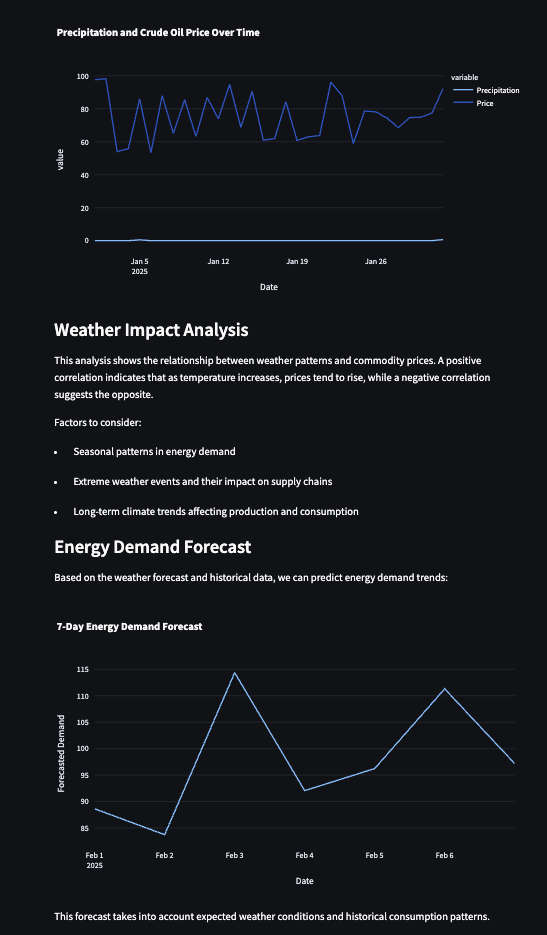 Precipitation and Crude Oil Price Over Time
variable
Precipitation
Price
value
100
80
60
40
20
0
Jan 5
2025
Jan 12
Jan 19
Jan 26
Date
Weather Impact Analysis
This analysis shows the relationship between weather patterns and commodity prices. A positive
correlation indicates that as temperature increases, prices tend to rise, while a negative correlation
suggests the opposite.
Factors to consider:
• Seasonal patterns in energy demand
• Extreme weather events and their impact on supply chains
• Long-term climate trends affecting production and consumption
Energy Demand Forecast
Based on the weather forecast and historical data, we can predict energy demand trends:
7-Day Energy Demand Forecast
Forecasted Demand
115
110
105
100
95
90
85
Feb 1
2025
Feb 2
Feb 3
Feb 4
Feb 5
Feb 6
Date
This forecast takes into account expected weather conditions and historical consumption patterns.